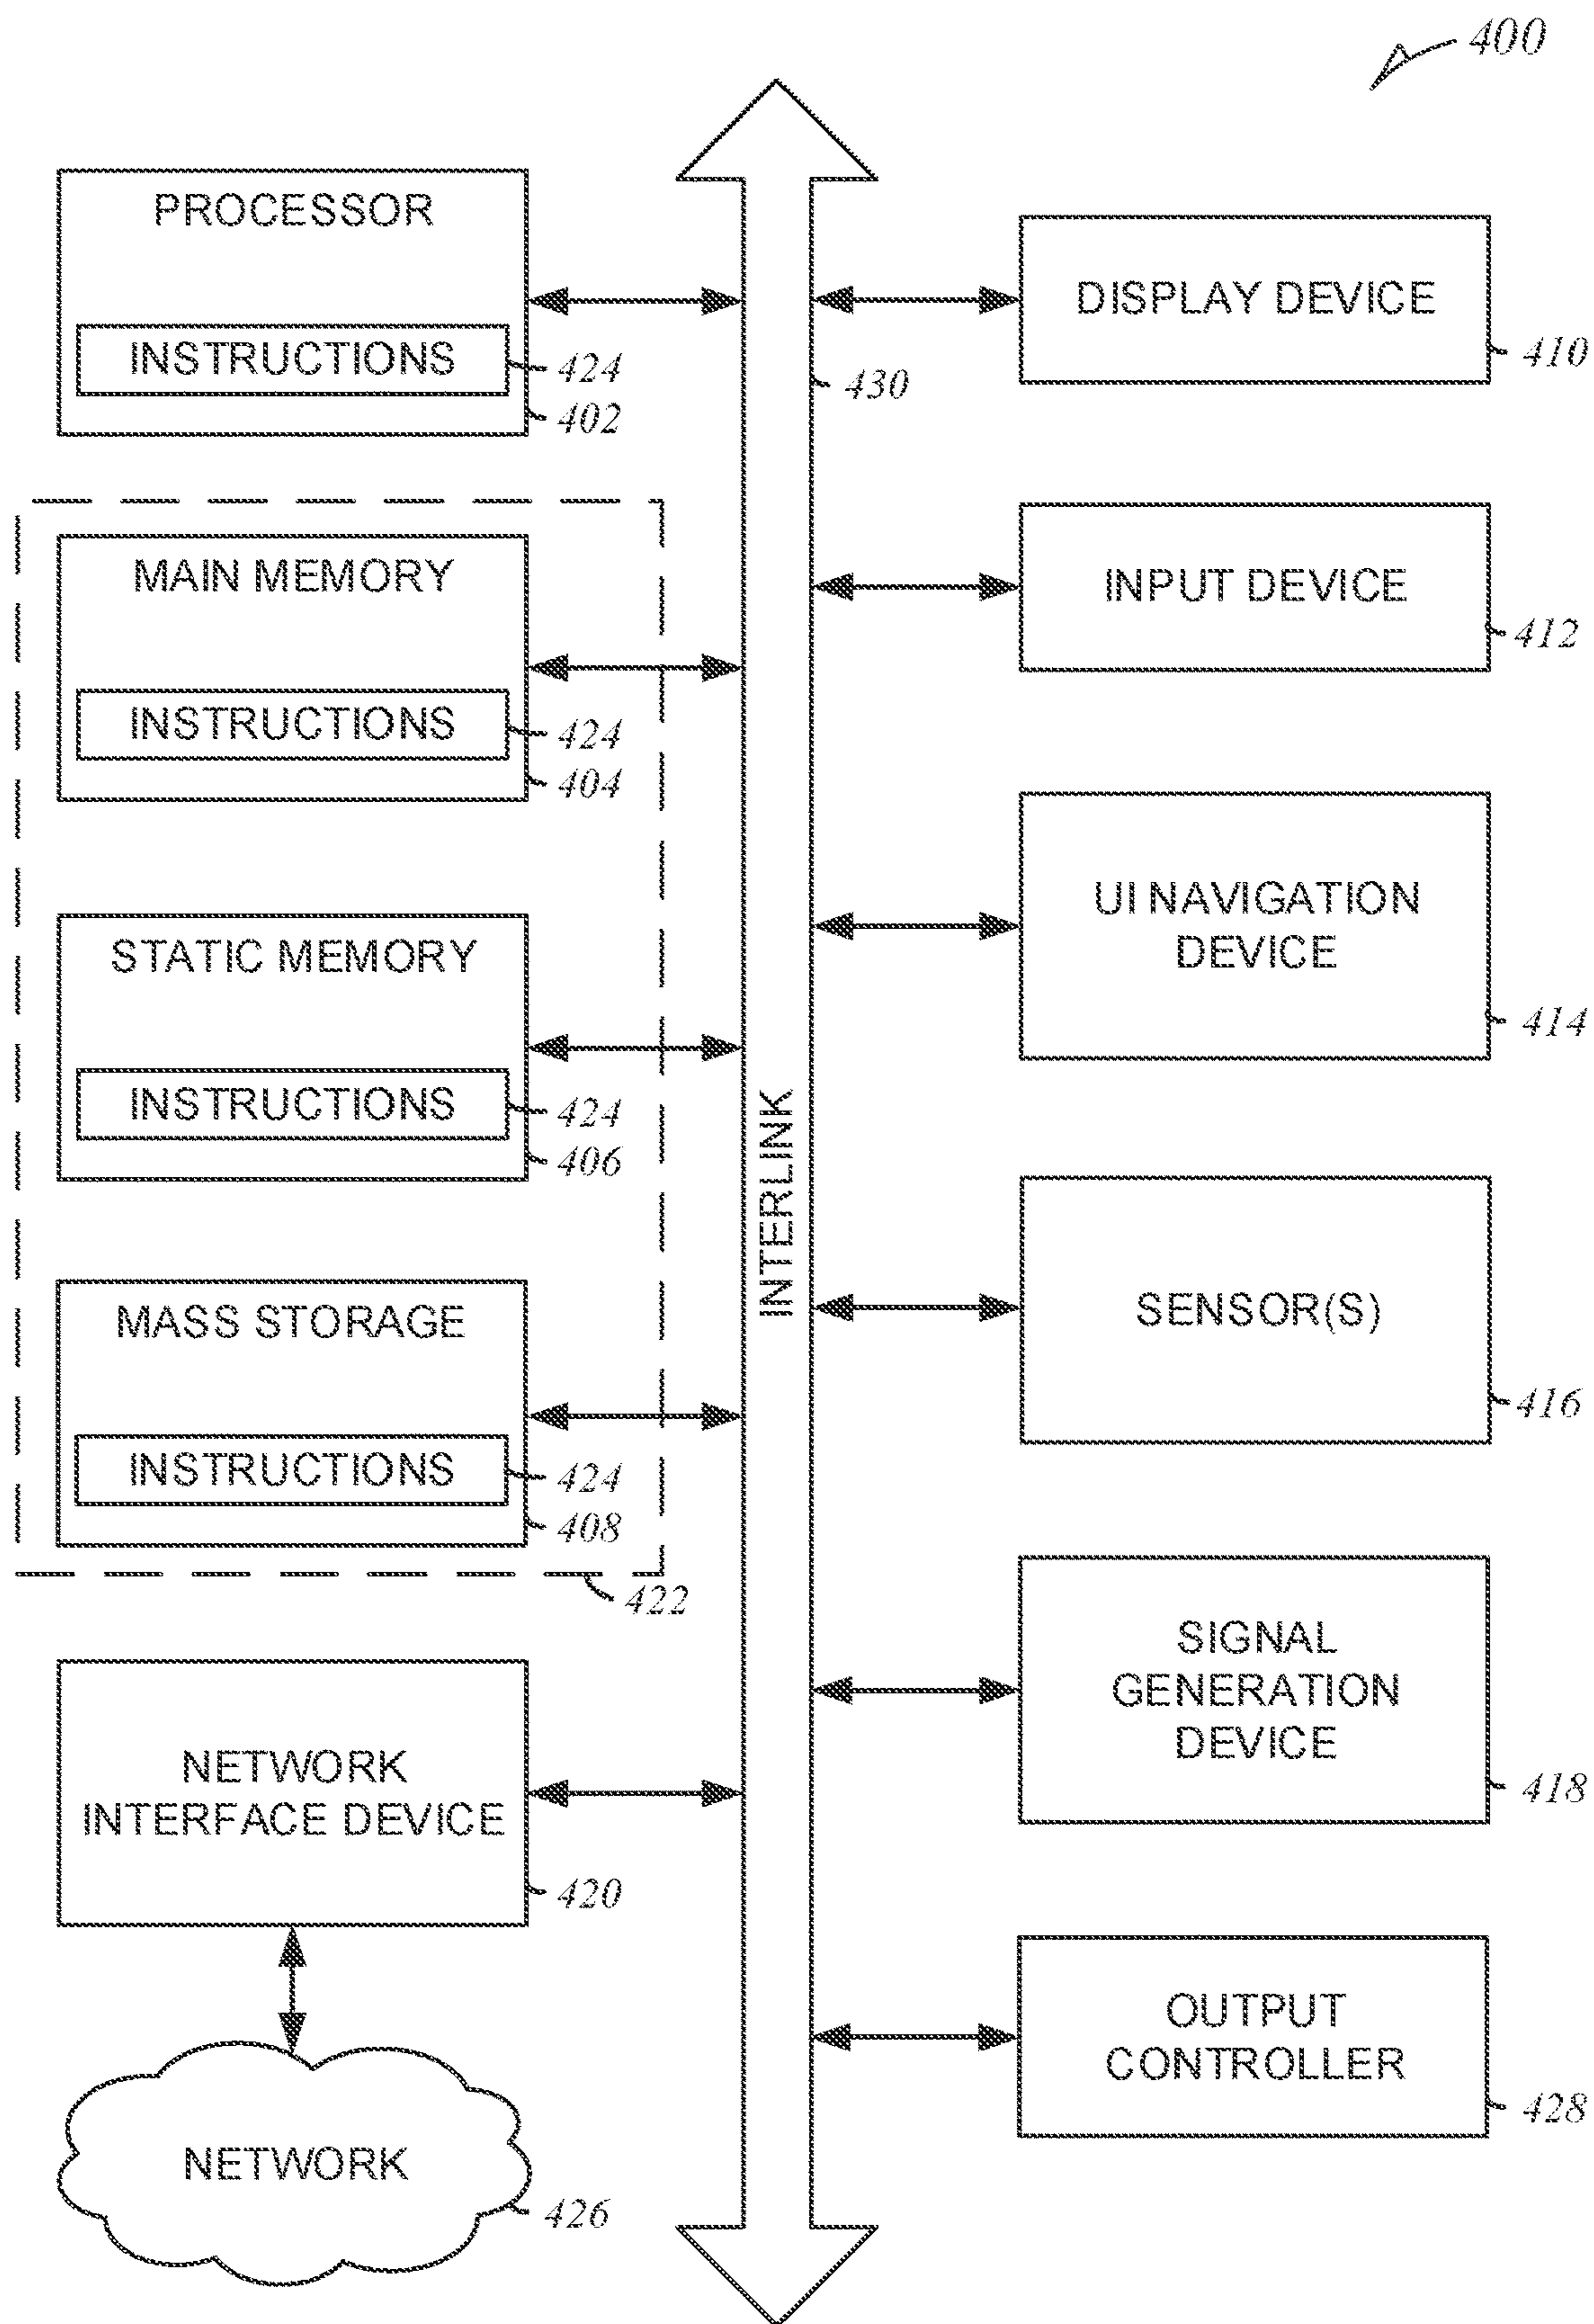 400
PROCESSOR
INSTRUCTIONS
424
402
MAIN MEMORY
INSTRUCTIONS
424
404
STATIC MEMORY
INSTRUCTIONS
424
406
MASS STORAGE
INSTRUCTIONS
424
408
422
NETWORK
INTERFACE DEVICE
420
NETWORK
426
INTERLINK
430
DISPLAY DEVICE
410
INPUT DEVICE
412
UI NAVIGATION
DEVICE
414
SENSOR(S)
416
SIGNAL
GENERATION
DEVICE
418
OUTPUT
CONTROLLER
428